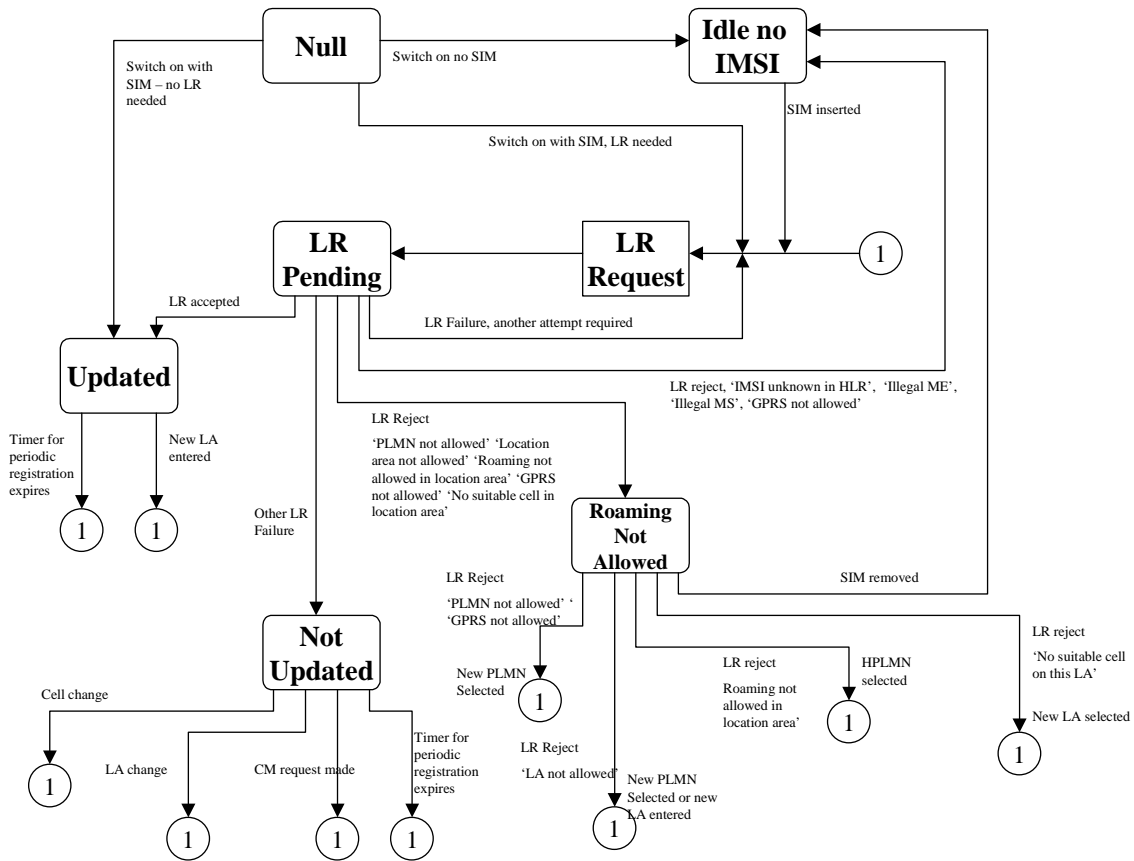 Null
Idle no
IMSI
Switch on no SIM
Switch on with
SIM – no LR
needed
SIM inserted
Switch on with SIM, LR needed
LR
Pending
LR
Request
1
LR accepted
LR Failure, another attempt required
Updated
LR reject, ‘IMSI unknown in HLR’, ‘Illegal ME’,
‘Illegal MS’, ‘GPRS not allowed’
LR Reject
‘PLMN not allowed’ ‘Location
area not allowed’ ‘Roaming not
allowed in location area’ ‘GPRS
not allowed’ ‘No suitable cell in
location area’
Timer for
periodic
registration
expires
New LA
entered
1
1
Other LR
Failure
Roaming
Not
Allowed
SIM removed
LR Reject
‘PLMN not allowed’ ‘
‘GPRS not allowed’
New PLMN
Selected
1
Not
Updated
LR reject
Roaming not
allowed in
location area’
HPLMN
selected
1
LR reject
‘No suitable cell
on this LA’
New LA selected
1
Cell change
1
LA change
1
CM request made
1
Timer for
periodic
registration
expires
1
LR Reject
‘LA not allowed’
New PLMN
Selected or new
LA entered
1